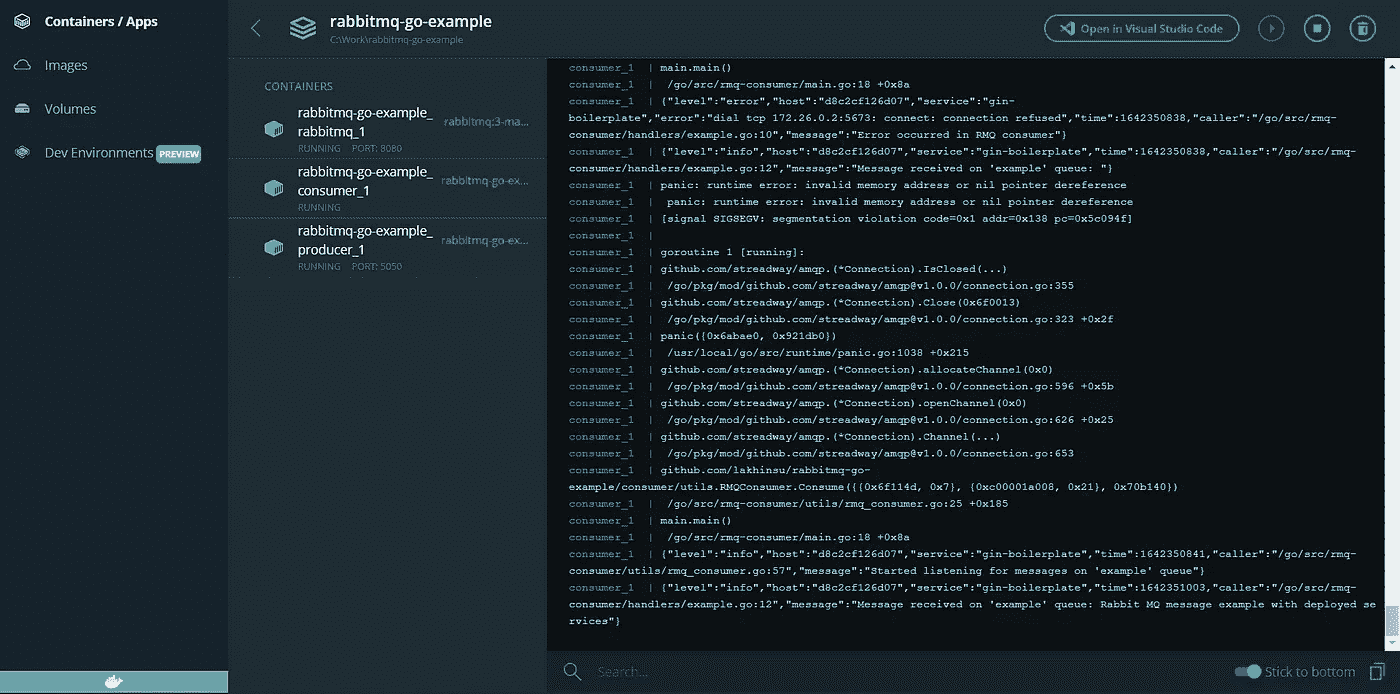 Containers / Apps
Images
Volumes
Dev Environments PREVIEW
rabbitmq-go-example
C:\Work\rabbitmq-go-example
Open in Visual Studio Code
CONTAINERS
rabbitmq-go-example_
rabbitmq_1
rabbitmq:3-ma...
RUNNING PORT: 8080
rabbitmq-go-example_
consumer_1
rabbitmq-go-ex...
RUNNING
rabbitmq-go-example_
producer_1
rabbitmq-go-ex...
RUNNING PORT: 5050
consumer_1 | main.main()
consumer_1 | /go/src/rmq-consumer/main.go:18 +0x8a
consumer_1 | {"level":"error","host":"d8c2cf126d07","service":"gin-
boilerplate","error":"dial tcp 172.26.0.2:5673: connect: connection refused","time":1642350838,"caller":"/go/src/rmq-
consumer/handlers/example.go:10","message":"Error occurred in RMQ consumer"}
consumer_1 | {"level":"info","host":"d8c2cf126d07","service":"gin-boilerplate","time":1642350838,"caller":"/go/src/rmq-
consumer/handlers/example.go:12","message":"Message received on 'example' queue: "}
consumer_1 | panic: runtime error: invalid memory address or nil pointer dereference
consumer_1 | panic: runtime error: invalid memory address or nil pointer dereference
consumer_1 | [signal SIGSEGV: segmentation violation code=0x1 addr=0x138 pc=0x5c094f]
consumer_1 |
consumer_1 | goroutine 1 [running]:
consumer_1 | github.com/streadway/amqp.(*Connection).IsClosed(...)
consumer_1 | /go/pkg/mod/github.com/streadway/amqp@v1.0.0/connection.go:355
consumer_1 | github.com/streadway/amqp.(*Connection).Close(0x6f0013)
consumer_1 | /go/pkg/mod/github.com/streadway/amqp@v1.0.0/connection.go:323 +0x2f
consumer_1 | panic({0x6abae0, 0x921db0})
consumer_1 | /usr/local/go/src/runtime/panic.go:1038 +0x215
consumer_1 | github.com/streadway/amqp.(*Connection).allocateChannel(0x0)
consumer_1 | /go/pkg/mod/github.com/streadway/amqp@v1.0.0/connection.go:596 +0x5b
consumer_1 | github.com/streadway/amqp.(*Connection).openChannel(0x0)
consumer_1 | /go/pkg/mod/github.com/streadway/amqp@v1.0.0/connection.go:626 +0x25
consumer_1 | github.com/streadway/amqp.(*Connection).Channel(...)
consumer_1 | /go/pkg/mod/github.com/streadway/amqp@v1.0.0/connection.go:653
consumer_1 | github.com/lakhinsu/rabbitmq-go-
example/consumer/utils.RMQConsumer.Consume({{0x6f114d, 0x7}, {0xc00001a008, 0x21}, 0x70b140})
consumer_1 | /go/src/rmq-consumer/utils/rmq_consumer.go:25 +0x185
consumer_1 | main.main()
consumer_1 | /go/src/rmq-consumer/main.go:18 +0x8a
consumer_1 | {"level":"info","host":"d8c2cf126d07","service":"gin-boilerplate","time":1642350841,"caller":"/go/src/rmq-
consumer/utils/rmq_consumer.go:57","message":"Started listening for messages on 'example' queue"}
consumer_1 | {"level":"info","host":"d8c2cf126d07","service":"gin-boilerplate","time":1642351003,"caller":"/go/src/rmq-
consumer/handlers/example.go:12","message":"Message received on 'example' queue: Rabbit MQ message example with deployed se
rvices"}
Search...
Stick to bottom